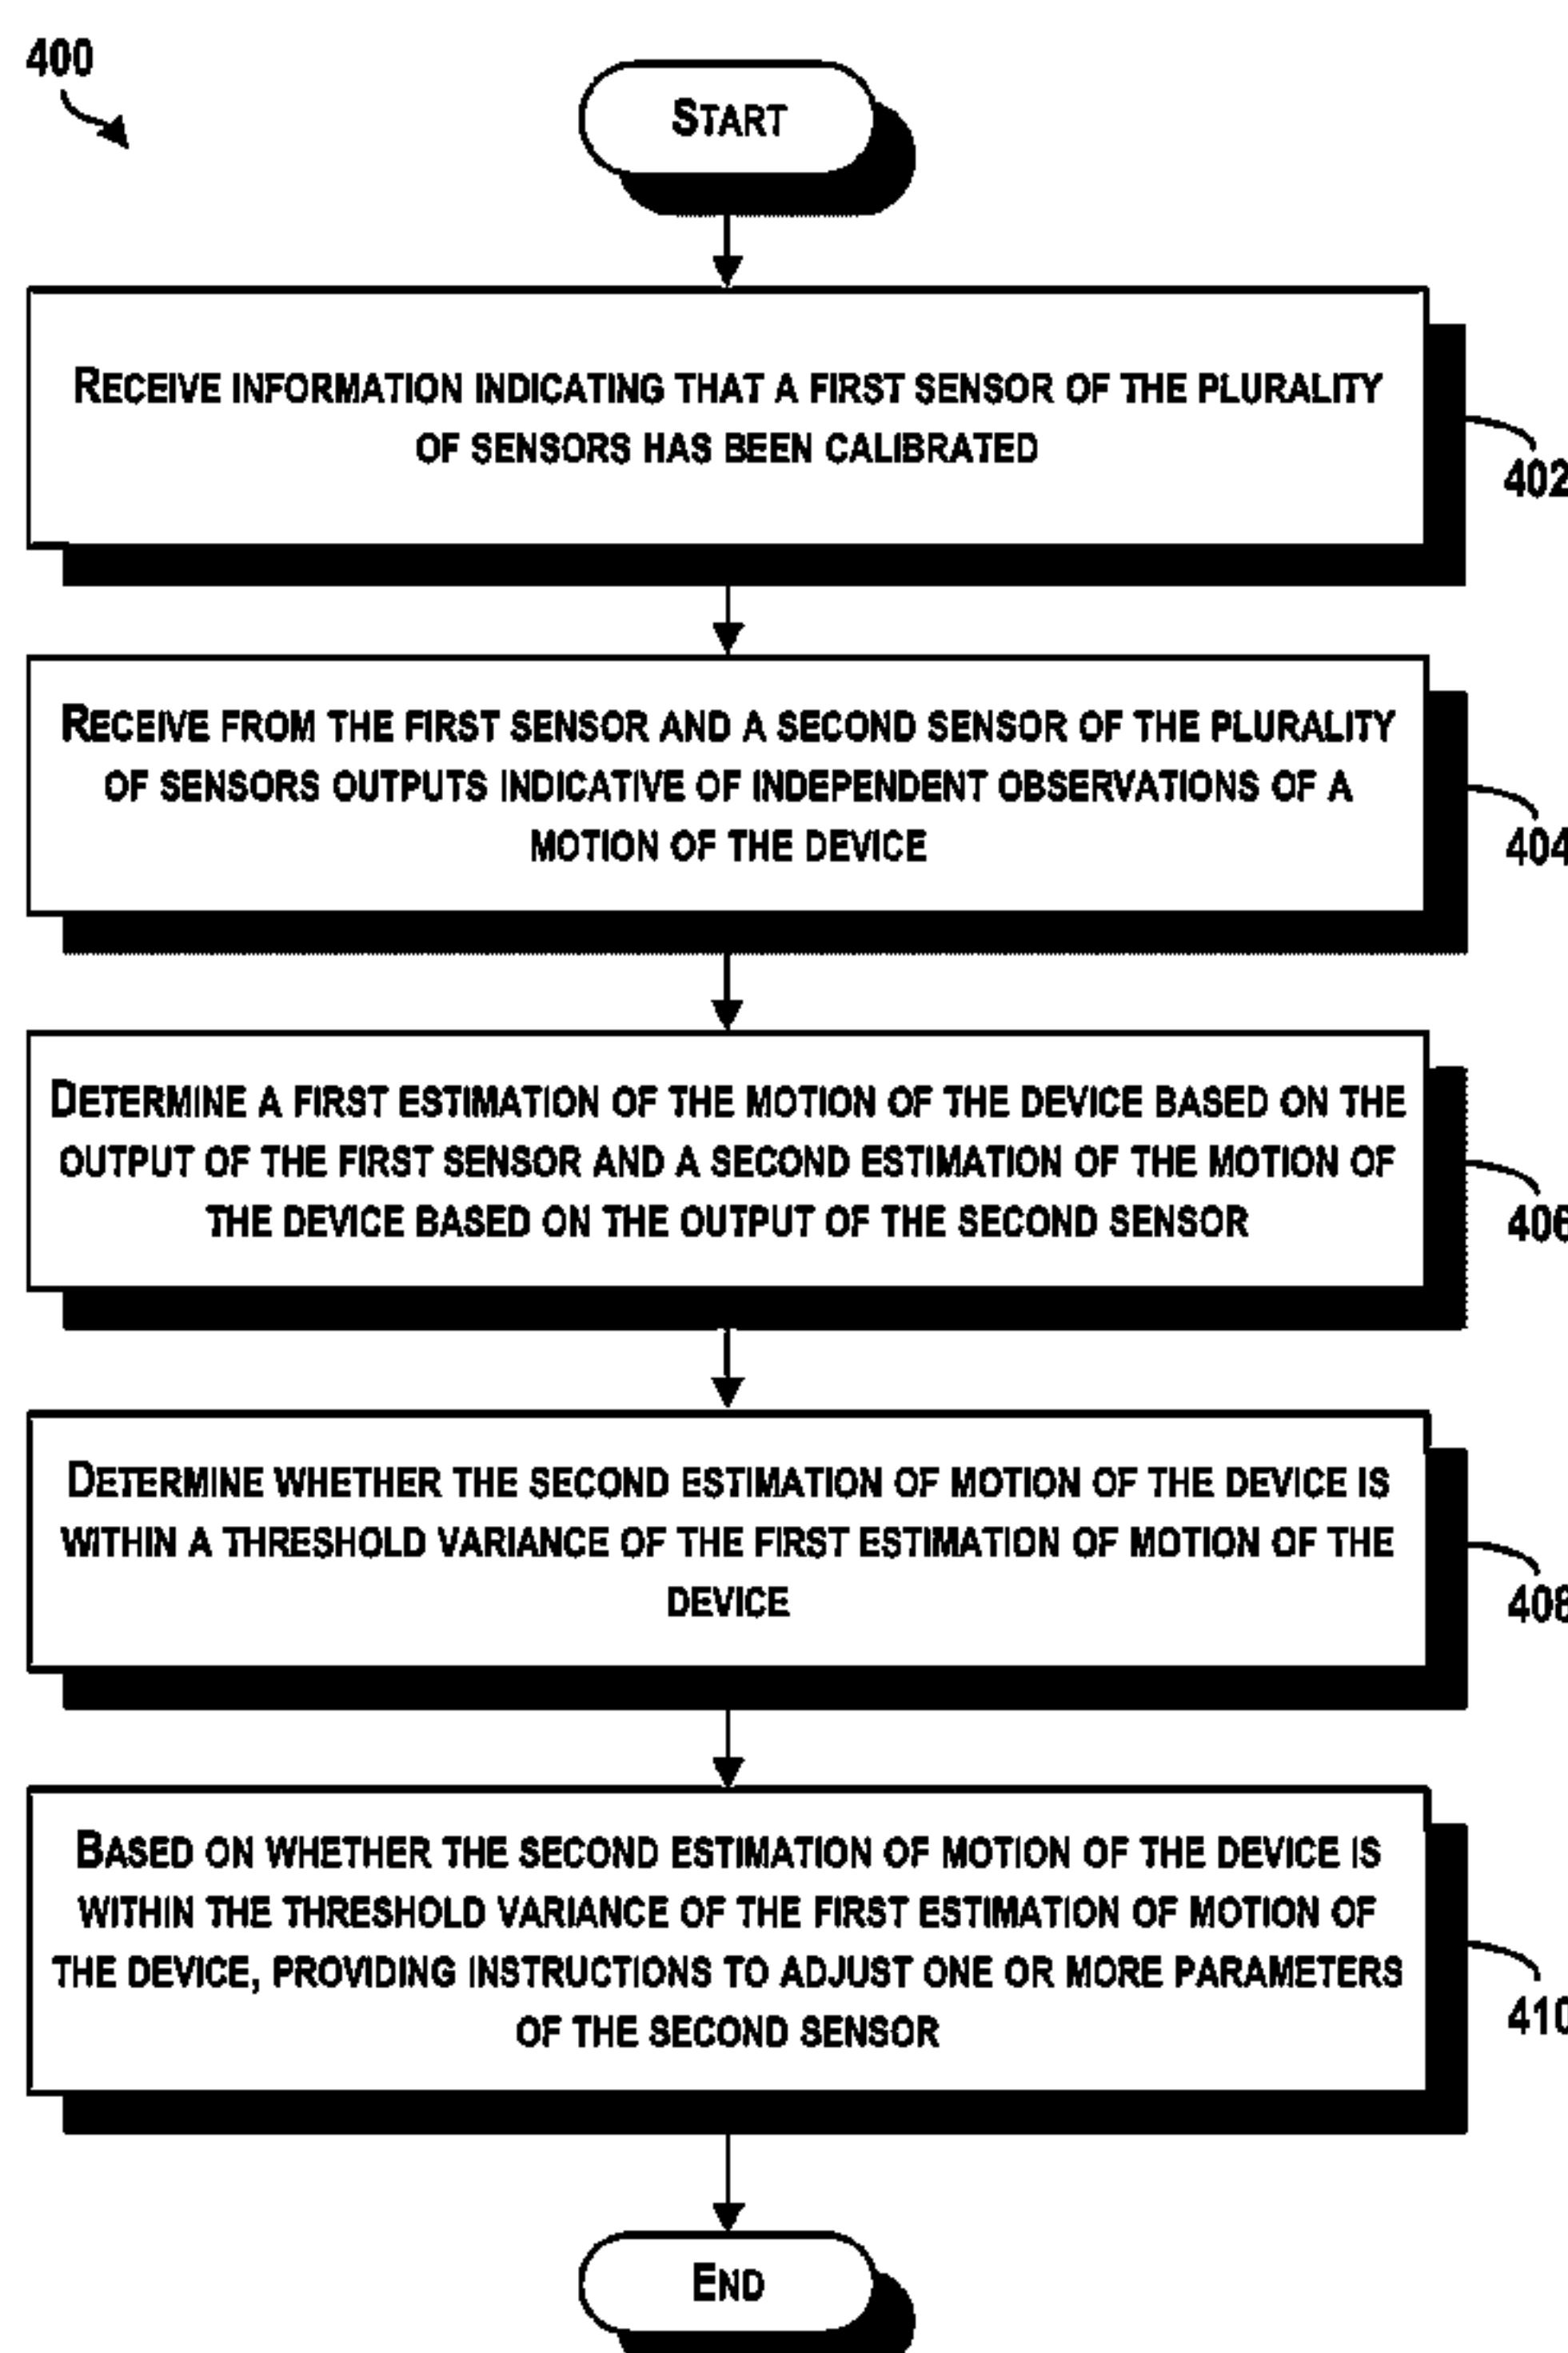 400
START
RECEIVE INFORMATION INDICATING THAT A FIRST SENSOR OF THE PLURALITY
OF SENSORS HAS BEEN CALIBRATED
402
RECEIVE FROM THE FIRST SENSOR AND A SECOND SENSOR OF THE PLURALITY
OF SENSORS OUTPUTS INDICATIVE OF INDEPENDENT OBSERVATIONS OF A
MOTION OF THE DEVICE
404
DETERMINE A FIRST ESTIMATION OF THE MOTION OF THE DEVICE BASED ON THE
OUTPUT OF THE FIRST SENSOR AND A SECOND ESTIMATION OF THE MOTION OF
THE DEVICE BASED ON THE OUTPUT OF THE SECOND SENSOR
406
DETERMINE WHETHER THE SECOND ESTIMATION OF MOTION OF THE DEVICE IS
WITHIN A THRESHOLD VARIANCE OF THE FIRST ESTIMATION OF MOTION OF THE
DEVICE
408
BASED ON WHETHER THE SECOND ESTIMATION OF MOTION OF THE DEVICE IS
WITHIN THE THRESHOLD VARIANCE OF THE FIRST ESTIMATION OF MOTION OF
THE DEVICE, PROVIDING INSTRUCTIONS TO ADJUST ONE OR MORE PARAMETERS
OF THE SECOND SENSOR
410
END